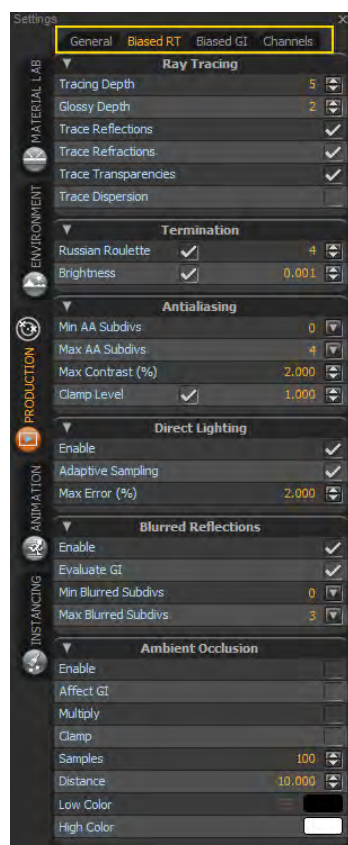 Settings
General Biased RT Biased GI Channels
MATERIAL LAB
ENVIRONMENT
PRODUCTION
ANIMATION
INSTANCING
Ray Tracing
Tracing Depth 5
Glossy Depth 2
Trace Reflections
Trace Refractions
Trace Transparencies
Trace Dispersion
Termination
Russian Roulette 4
Brightness 0.001
Antialiasing
Min AA Subdivs 0
Max AA Subdivs 4
Max Contrast (%) 2.000
Clamp Level 1.000
Direct Lighting
Enable
Adaptive Sampling
Max Error (%) 2.000
Blurred Reflections
Enable
Evaluate GI
Min Blurred Subdivs 0
Max Blurred Subdivs 3
Ambient Occlusion
Enable
Affect GI
Multiply
Clamp
Samples 100
Distance 10.000
Low Color
High Color